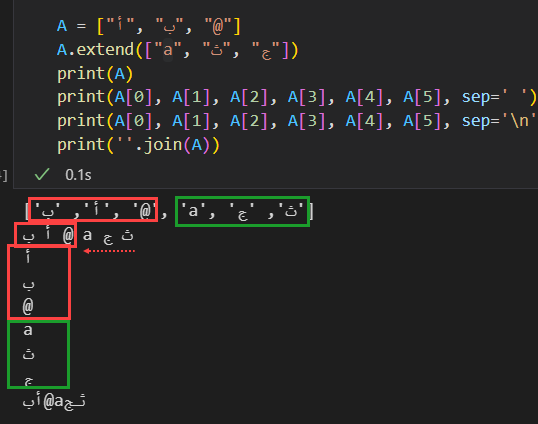 A = ["أ", "ب", "@"]
A.extend(["a", "ث", "ج"])
print(A)
print(A[0], A[1], A[2], A[3], A[4], A[5], sep=' ')
print(A[0], A[1], A[2], A[3], A[4], A[5], sep='\n'
print(''.join(A))
] 0.1s
['أ', 'ب', '@', 'a', 'ث', 'ج']
أ ب @ a ث ج
أ
ب
@
a
ث
ج
أب@aثج